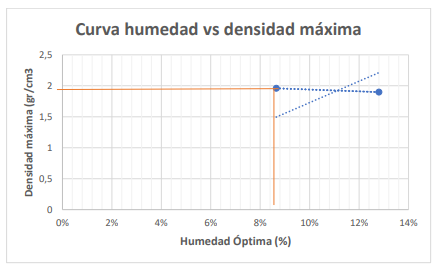 Curva humedad vs densidad máxima
Densidad máxima (gr/cm3
2,5
2
1,5
1
0,5
0
0% 2% 4% 6% 8% 10% 12% 14%
Humedad Óptima (%)